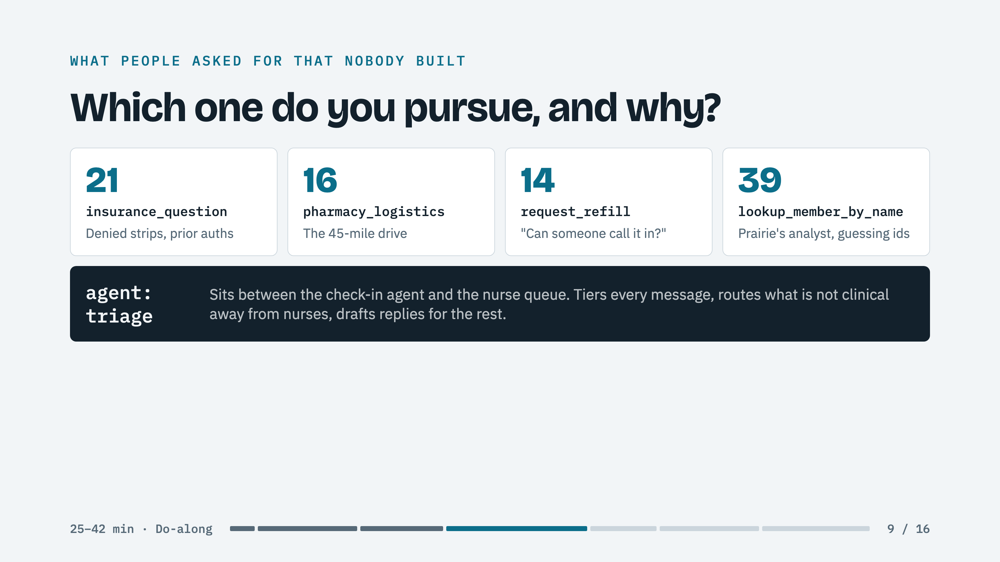 WHAT PEOPLE ASKED FOR THAT NOBODY BUILT
Which one do you pursue, and why?
21
insurance_question
Denied strips, prior auths
16
pharmacy_logistics
The 45-mile drive
14
request_refill
"Can someone call it in?"
39
lookup_member_by_name
Prairie's analyst, guessing ids
agent:
triage
Sits between the check-in agent and the nurse queue. Tiers every message, routes what is not clinical
away from nurses, drafts replies for the rest.
25–42 min · Do-along
9 / 16